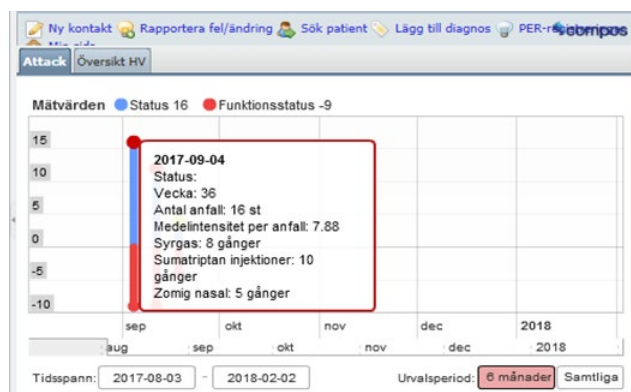 Ny kontakt Rapportera fel/ändring Sök patient Lägg till diagnos PER-r
compos
Min sida
Attack Översikt HV
Mätvärden Status 16 Funktionsstatus -9
15
10
5
0
-5
-10
2017-09-04
Status:
Vecka: 36
Antal anfall: 16 st
Medelintensitet per anfall: 7.88
Syrgas: 8 gånger
Sumatriptan injektioner: 10
gånger
Zomig nasal: 5 gånger
sep okt nov dec 2018
aug sep okt nov dec 2018
Tidsspann: 2017-08-03 - 2018-02-02 Urvalsperiod: 6 månader Samtliga